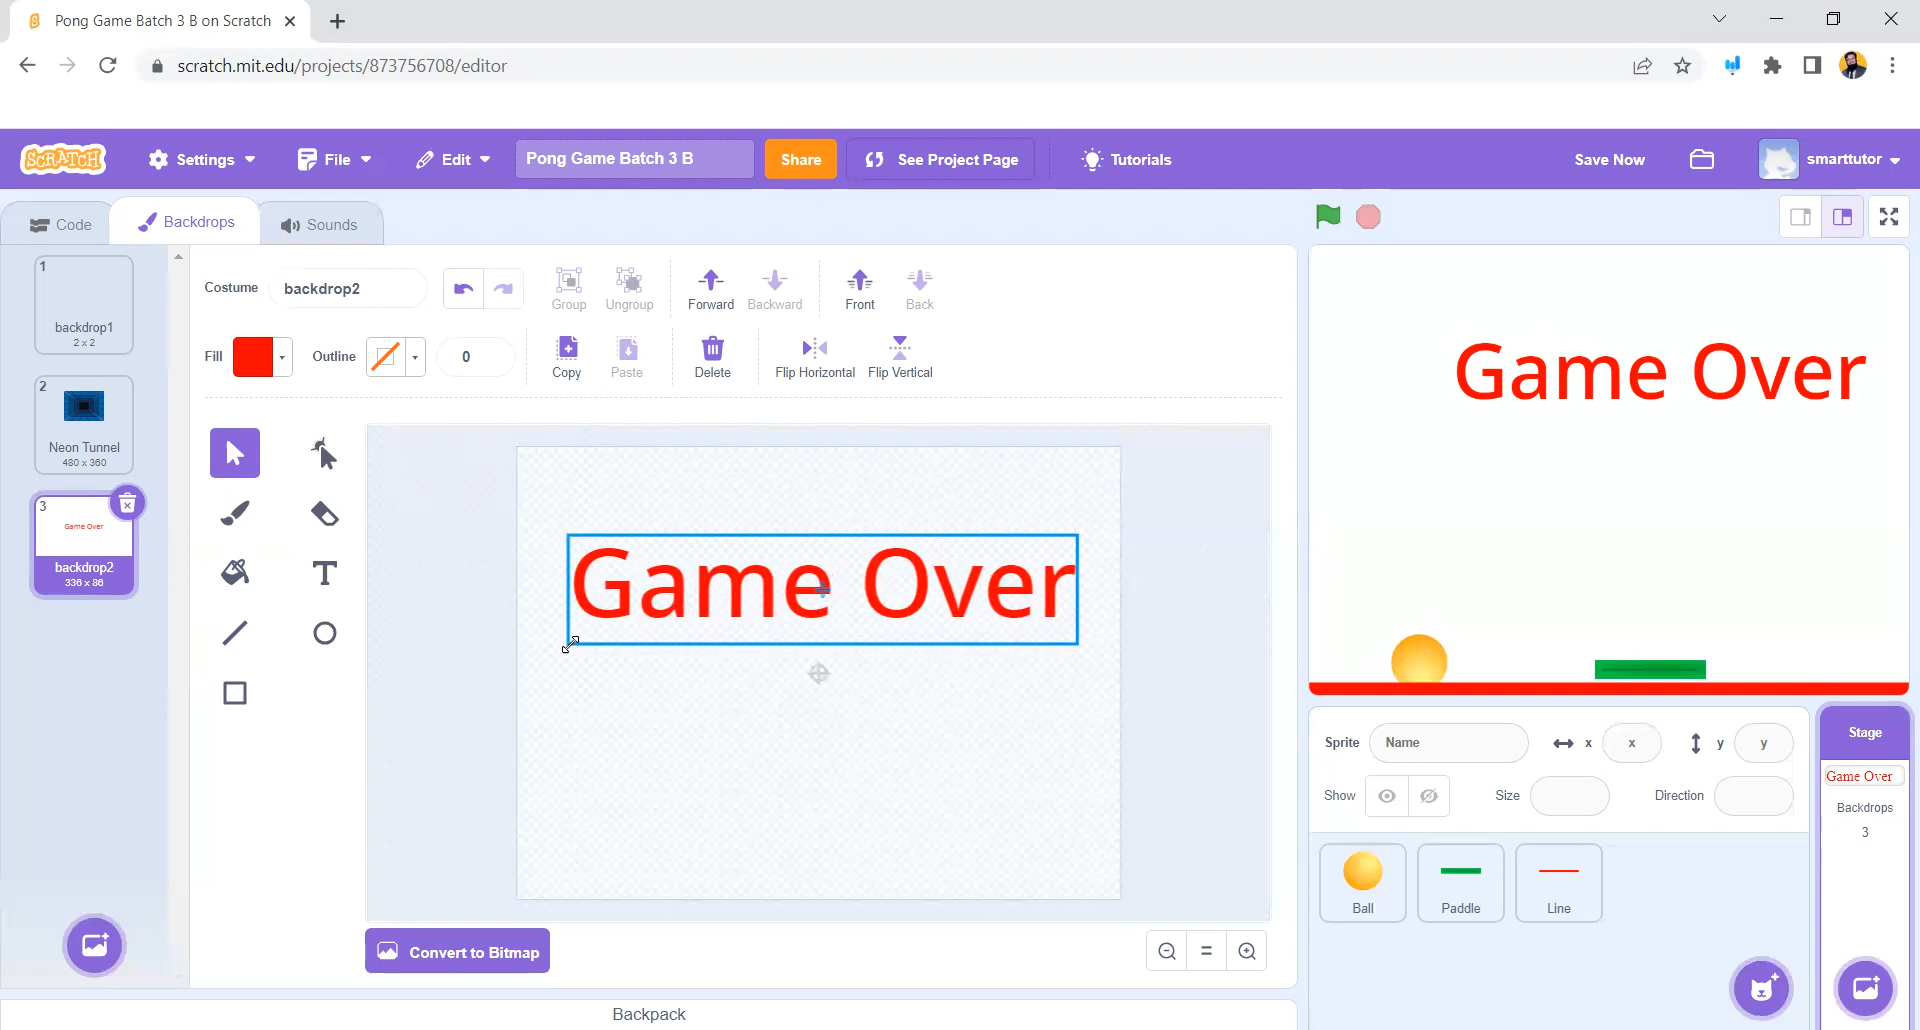 Pong Game Batch 3 B on Scratch
scratch.mit.edu/projects/873756708/editor
SCRATCH
Settings
File
Edit
Pong Game Batch 3 B
Share
See Project Page
Tutorials
Save Now
smarttutor
Code
Backdrops
Sounds
1
backdrop1
2 x 2
2
Neon Tunnel
480 x 360
3
Game Over
backdrop2
336 x 86
Costume
backdrop2
Group
Ungroup
Forward
Backward
Front
Back
Fill
Outline
0
Copy
Paste
Delete
Flip Horizontal
Flip Vertical
Game Over
Convert to Bitmap
Backpack
Game Over
Sprite
Name
x
x
y
y
Show
Size
Direction
Ball
Paddle
Line
Stage
Game Over
Backdrops
3